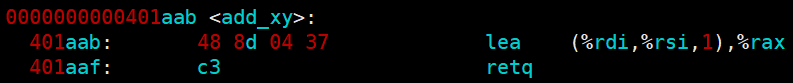 0000000000401aab <add_xy>:
401aab: 48 8d 04 37 lea (%rdi,%rsi,1),%rax
401aaf: c3 retq